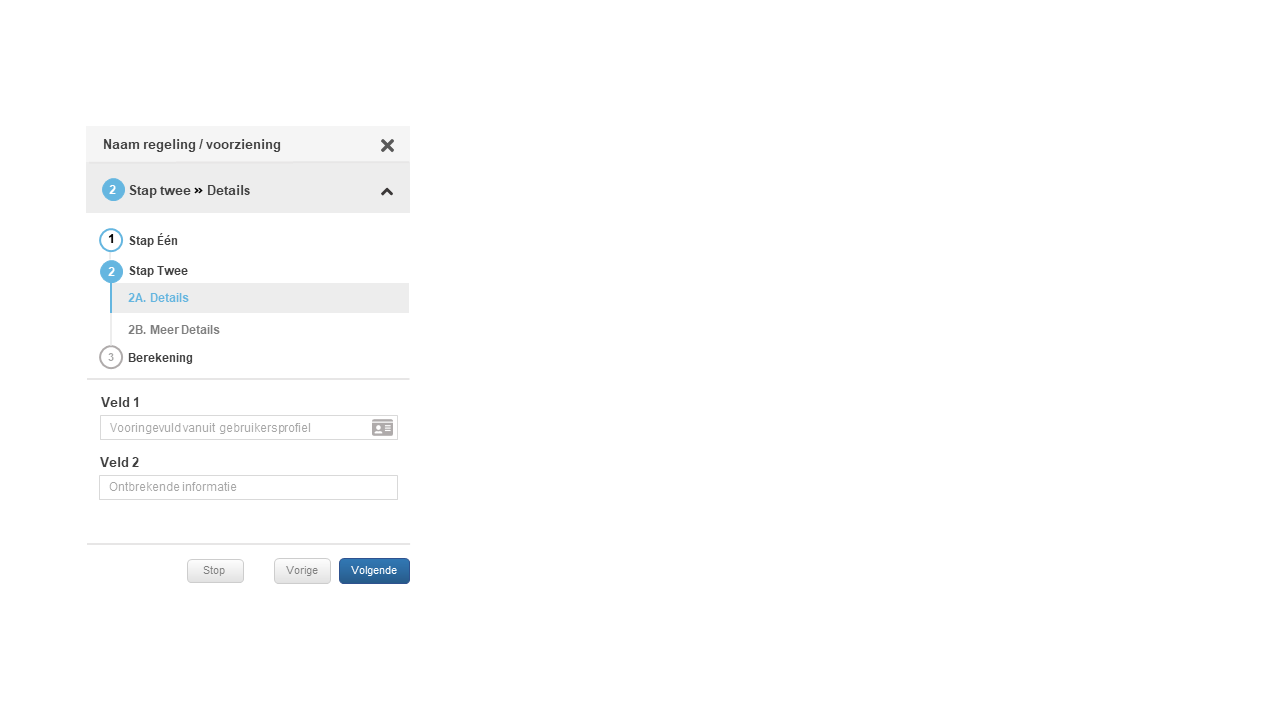 Naam regeling / voorziening
2 Stap twee » Details
1 Stap Één
2 Stap Twee
2A. Details
2B. Meer Details
3 Berekening
Veld 1
Vooringevuld vanuit gebruikersprofiel
Veld 2
Ontbrekende informatie
Stop Vorige Volgende